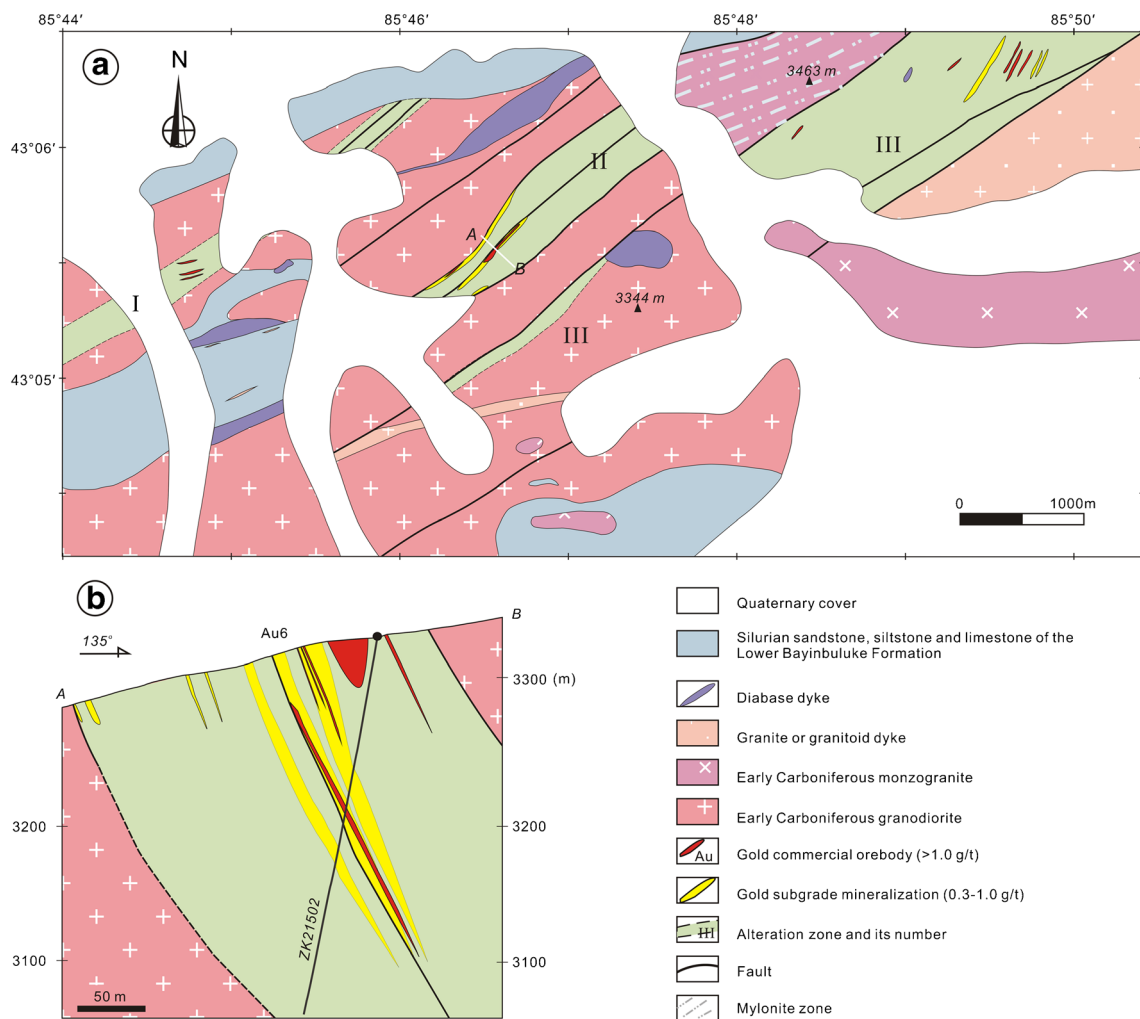 85°44′ 85°46′ 85°48′ 85°50′
a
N
3463 m
43°06′
III
II
A
B
I
3344 m
III
43°05′
0 1000m
b
135°
Au6
B
A
3300 (m)
3200
3200
ZK21502
3100
3100
50 m
Quaternary cover
Silurian sandstone, siltstone and limestone of the
Lower Bayinbuluke Formation
Diabase dyke
Granite or granitoid dyke
Early Carboniferous monzogranite
Early Carboniferous granodiorite
Au
Gold commercial orebody (>1.0 g/t)
Gold subgrade mineralization (0.3-1.0 g/t)
III
Alteration zone and its number
Fault
Mylonite zone